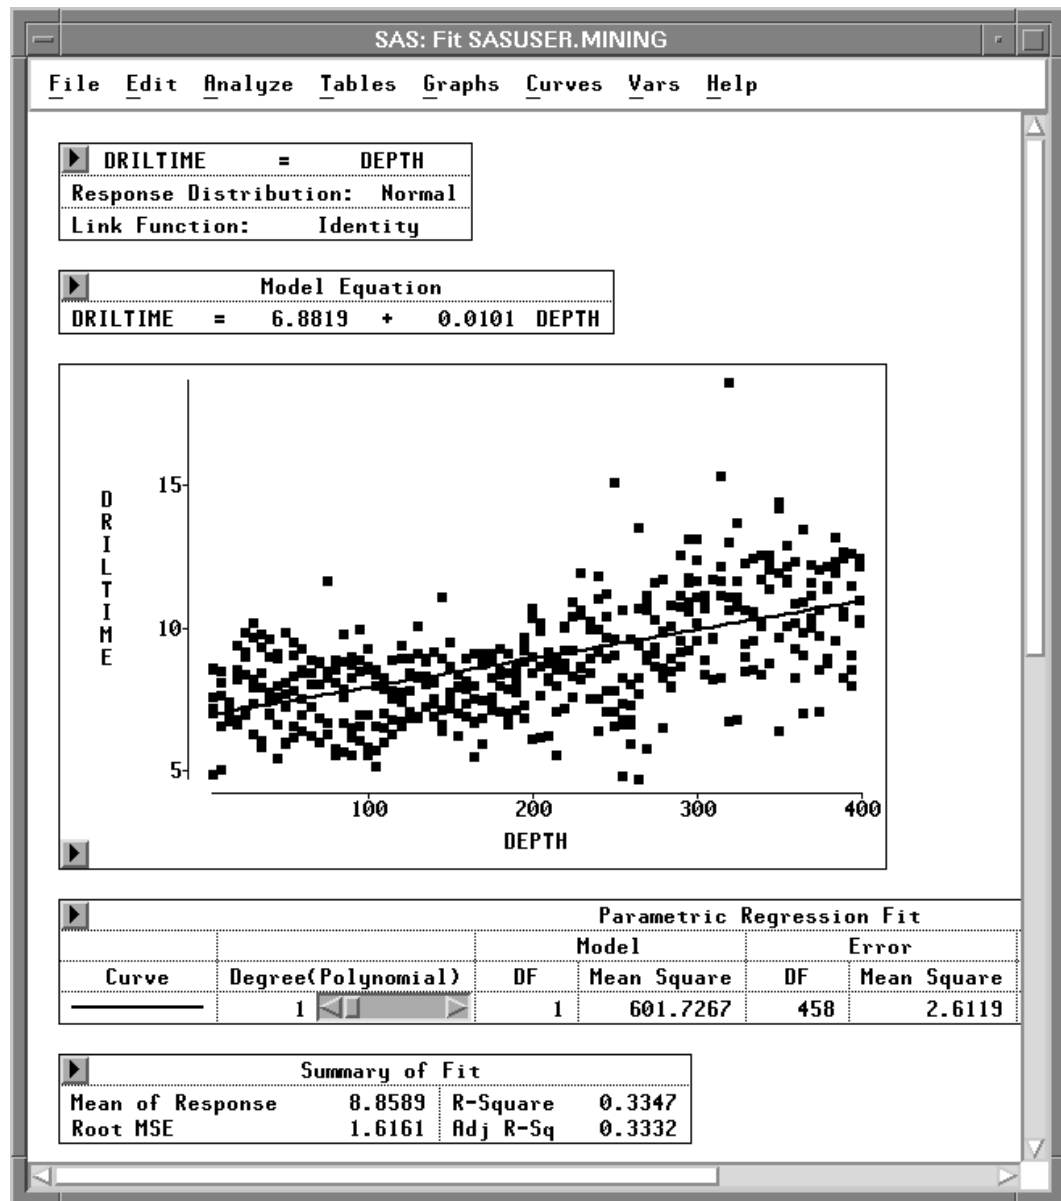 SAS: Fit SASUSER.MINING
File Edit Analyze Tables Graphs Curves Vars Help
DRILTIME = DEPTH
Response Distribution: Normal
Link Function: Identity
Model Equation
DRILTIME = 6.8819 + 0.0101 DEPTH
DRILTIME
15
10
5
100 200 300 400
DEPTH
Parametric Regression Fit
Model Error
Curve Degree(Polynomial) DF Mean Square DF Mean Square
1 1 601.7267 458 2.6119
Summary of Fit
Mean of Response 8.8589 R-Square 0.3347
Root MSE 1.6161 Adj R-Sq 0.3332